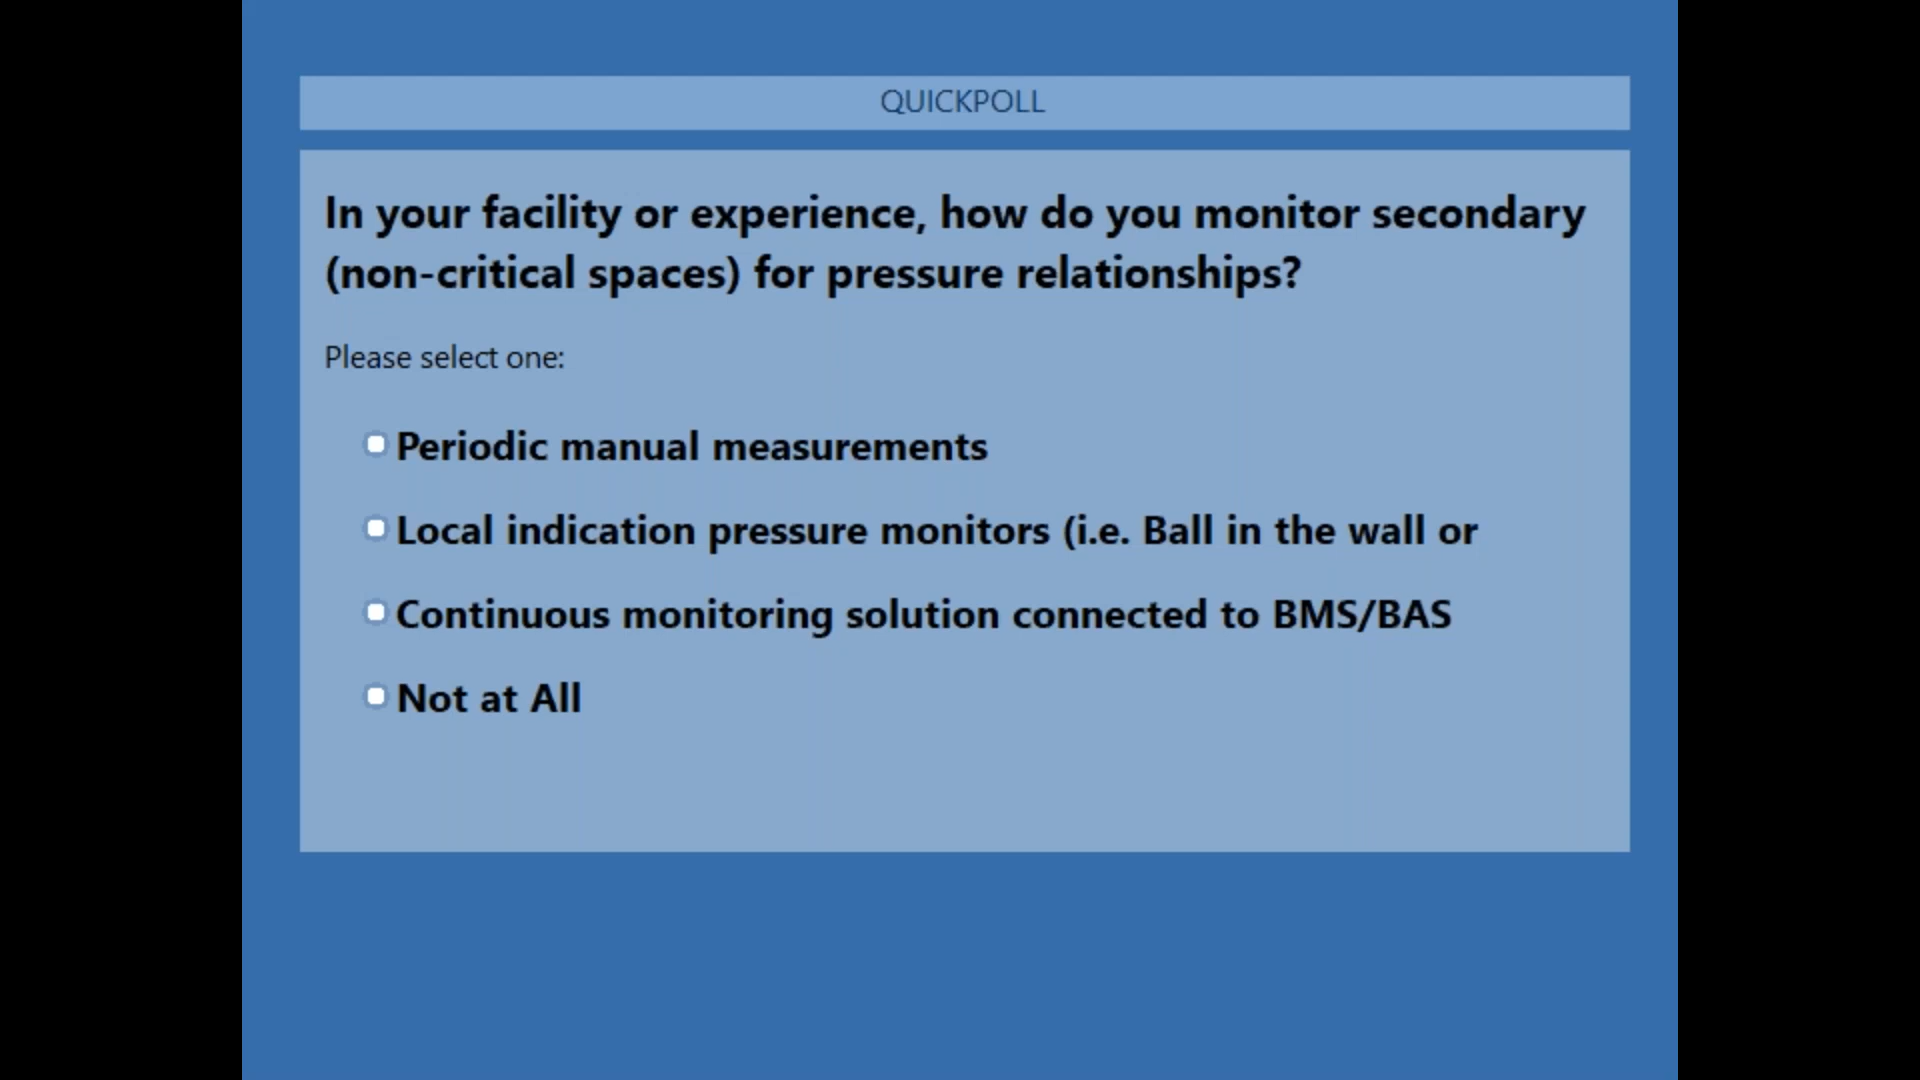 QUICKPOLL
In your facility or experience, how do you monitor secondary
(non-critical spaces) for pressure relationships?
Please select one:
Periodic manual measurements
Local indication pressure monitors (i.e. Ball in the wall or
Continuous monitoring solution connected to BMS/BAS
Not at All